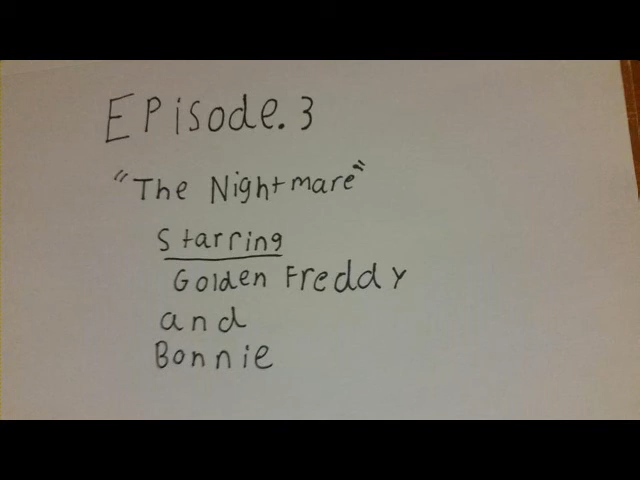 Episode.3
"The Nightmare"
Starring
Golden Freddy
and
Bonnie